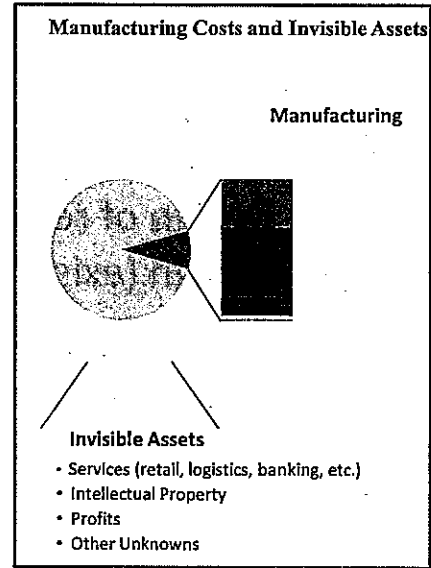 Manufacturing Costs and Invisible Assets
Manufacturing
Invisible Assets
• Services (retail, logistics, banking, etc.)
• Intellectual Property
• Profits
• Other Unknowns